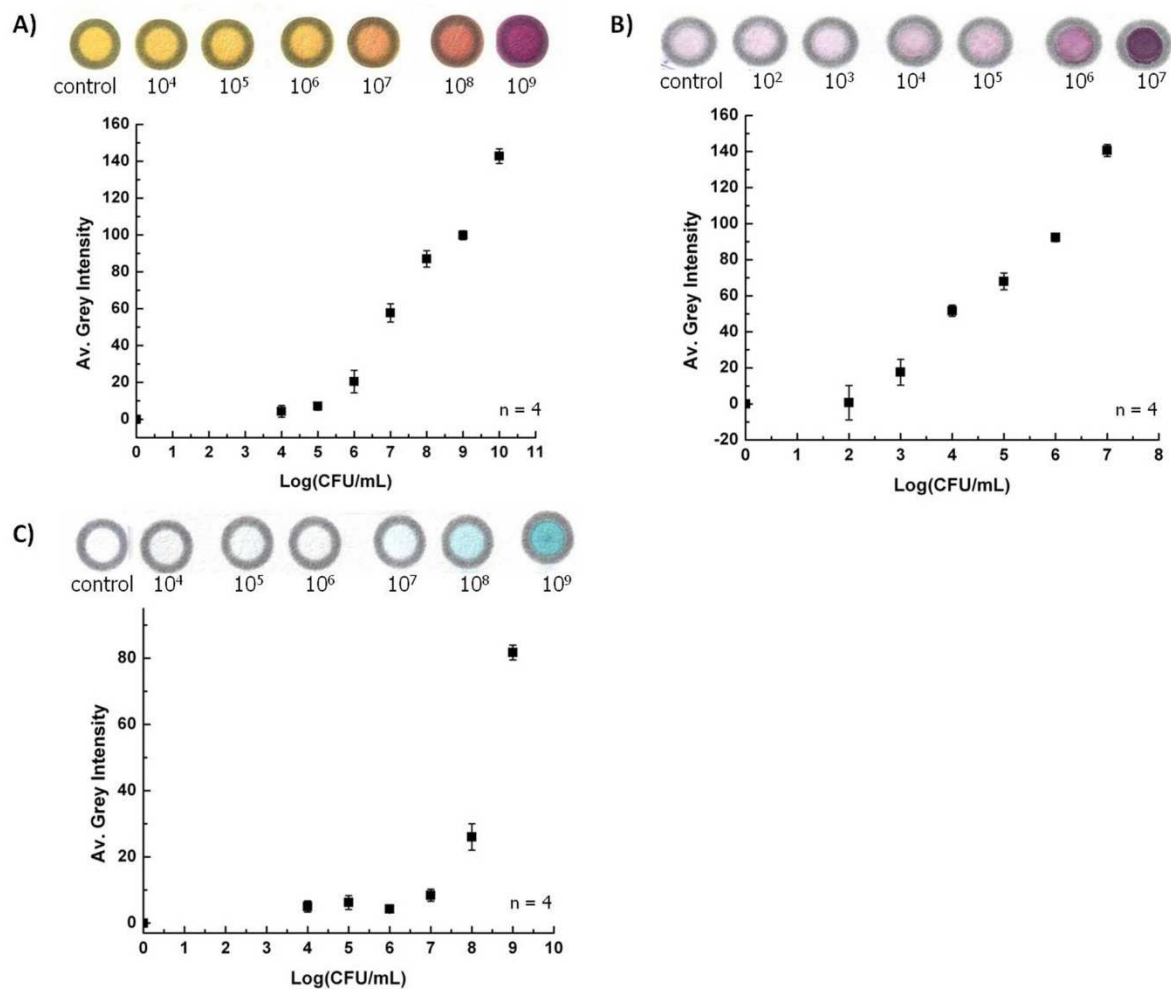 A)
control 10⁴ 10⁵ 10⁶ 10⁷ 10⁸ 10⁹
160
140
120
100
80
60
40
20
0
Av. Grey Intensity
n = 4
0 1 2 3 4 5 6 7 8 9 10 11
Log(CFU/mL)
B)
control 10² 10³ 10⁴ 10⁵ 10⁶ 10⁷
160
140
120
100
80
60
40
20
0
-20
Av. Grey Intensity
n = 4
0 1 2 3 4 5 6 7 8
Log(CFU/mL)
C)
control 10⁴ 10⁵ 10⁶ 10⁷ 10⁸ 10⁹
80
60
40
20
0
Av. Grey Intensity
n = 4
0 1 2 3 4 5 6 7 8 9 10
Log(CFU/mL)